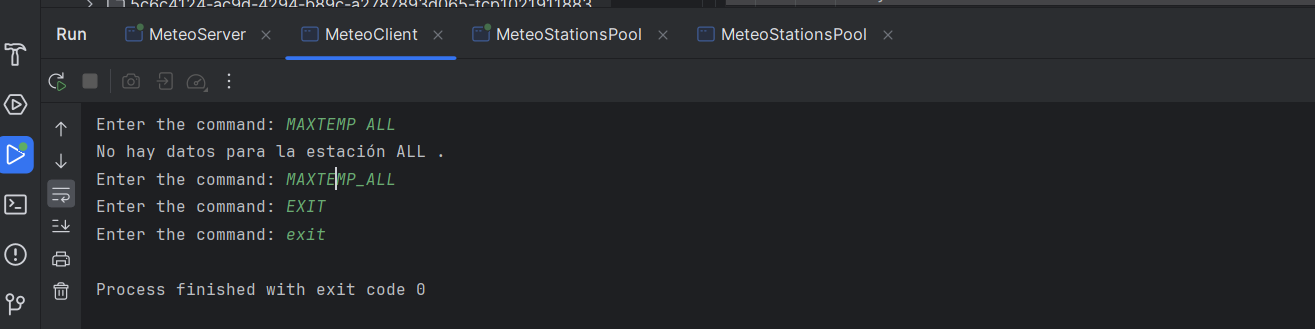 5c6c4124-ac9d-4294-b89c-a2787893d065-tcp1021911883
Run MeteoServer MeteoClient MeteoStationsPool MeteoStationsPool
Enter the command: MAXTEMP ALL
No hay datos para la estación ALL .
Enter the command: MAXTEMP_ALL
Enter the command: EXIT
Enter the command: exit
Process finished with exit code 0